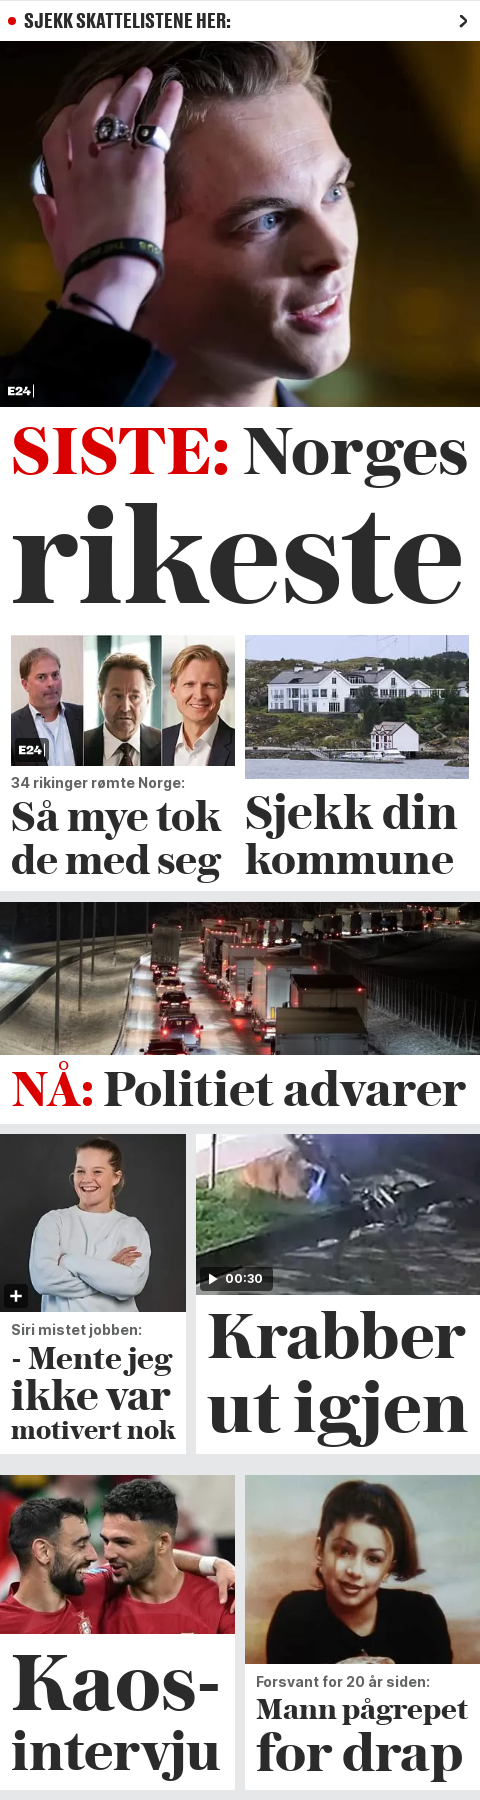 SJEKK SKATTELISTENE HER:
E24
SISTE: Norges
rikeste
E24
34 rikinger rømte Norge:
Så mye tok
de med seg
Sjekk din
kommune
NÅ: Politiet advarer
Siri mistet jobben:
- Mente jeg
ikke var
motivert nok
00:30
Krabber
ut igjen
Kaos-
intervju
Forsvant for 20 år siden:
Mann pågrepet
for drap